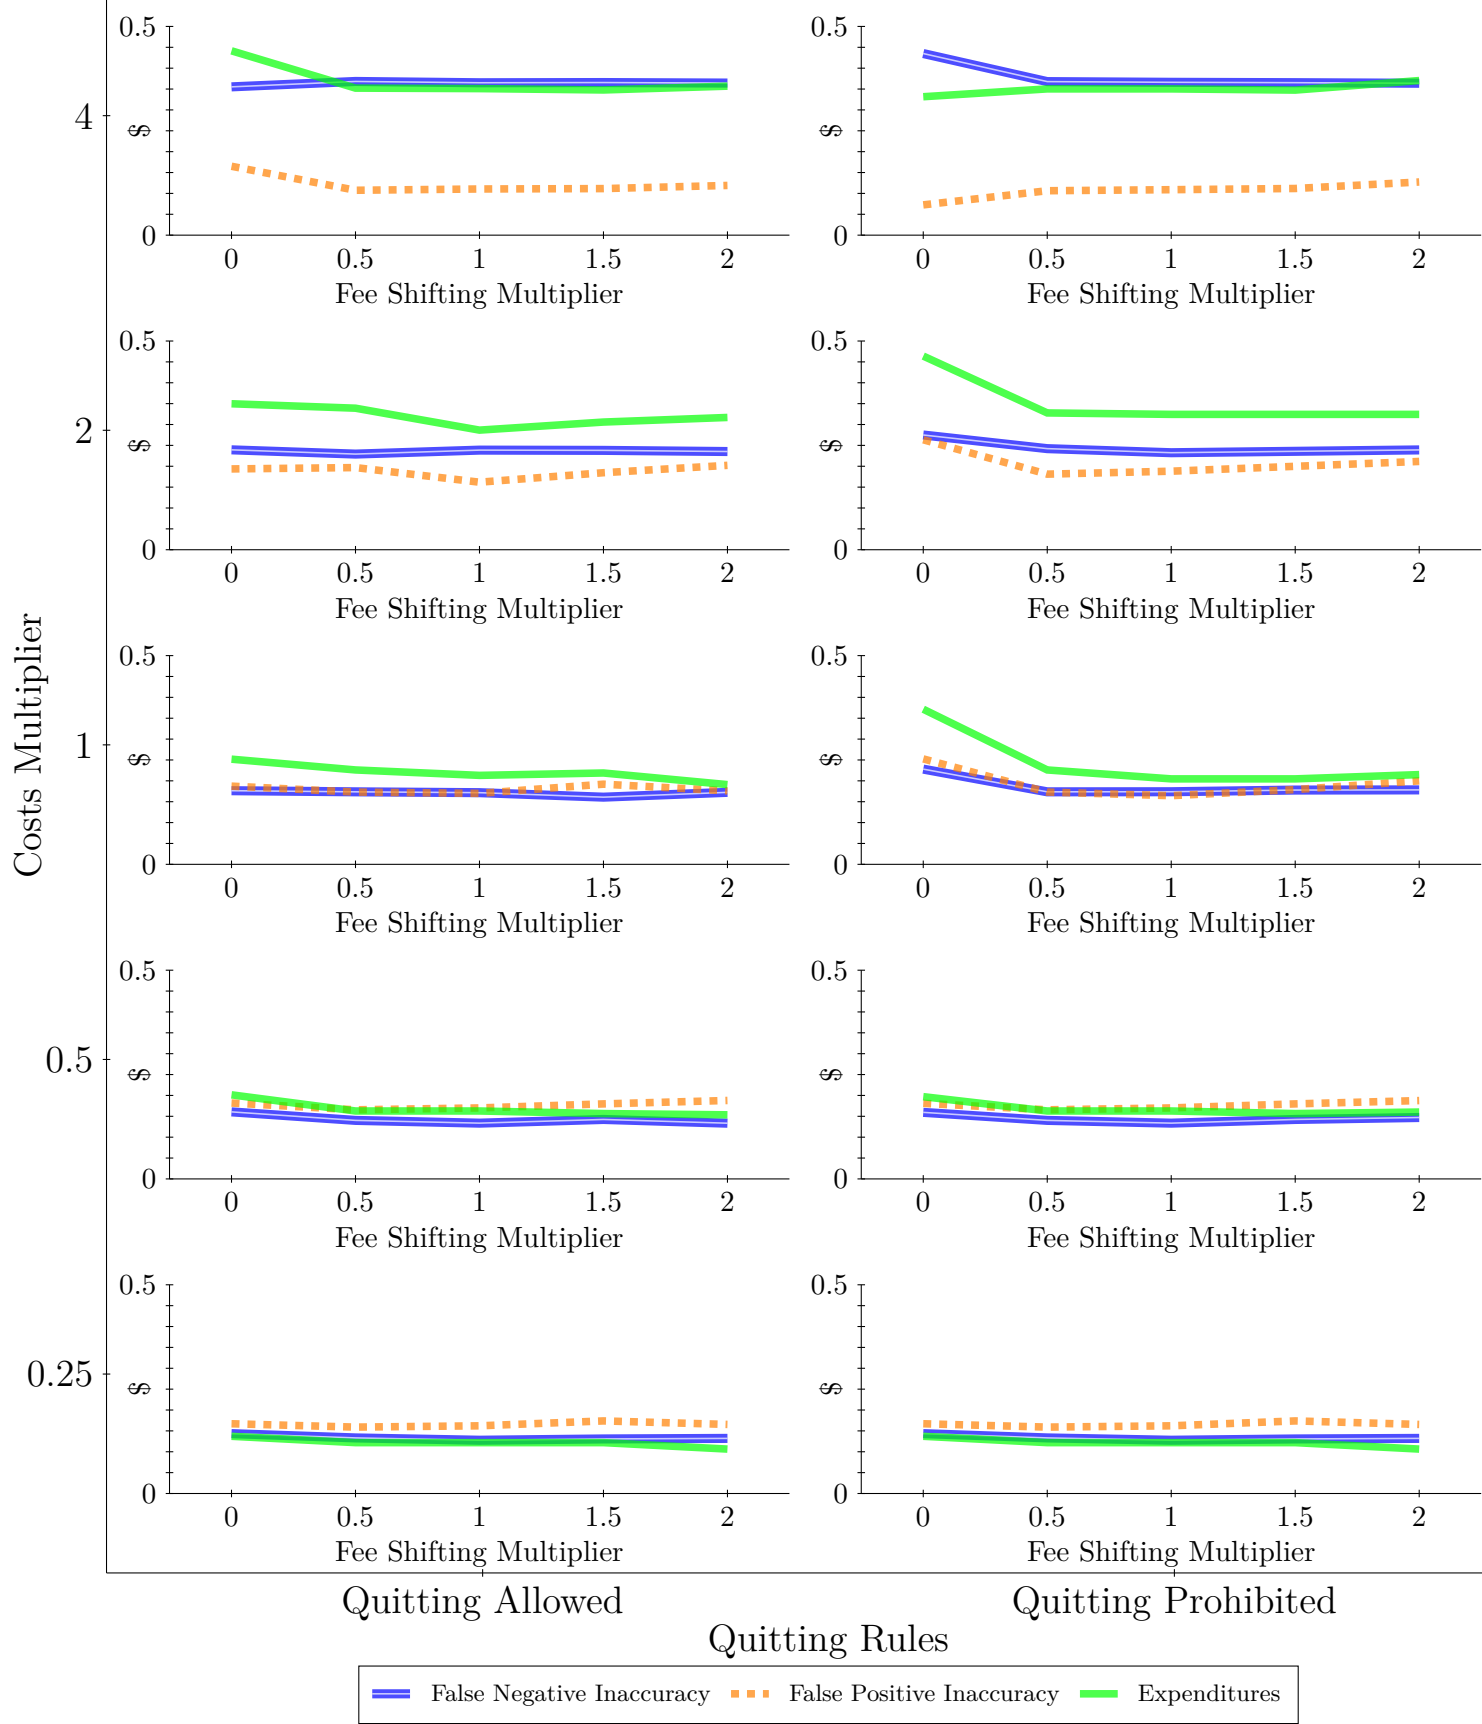 0.5
$
0
0 0.5 1 1.5 2
Fee Shifting Multiplier
0.5
$
0
0 0.5 1 1.5 2
Fee Shifting Multiplier
4
0.5
$
0
0 0.5 1 1.5 2
Fee Shifting Multiplier
0.5
$
0
0 0.5 1 1.5 2
Fee Shifting Multiplier
2
0.5
$
0
0 0.5 1 1.5 2
Fee Shifting Multiplier
0.5
$
0
0 0.5 1 1.5 2
Fee Shifting Multiplier
1
Costs Multiplier
0.5
$
0
0 0.5 1 1.5 2
Fee Shifting Multiplier
0.5
$
0
0 0.5 1 1.5 2
Fee Shifting Multiplier
0.5
0.5
$
0
0 0.5 1 1.5 2
Fee Shifting Multiplier
0.5
$
0
0 0.5 1 1.5 2
Fee Shifting Multiplier
0.25
Quitting Allowed Quitting Prohibited
Quitting Rules
False Negative Inaccuracy False Positive Inaccuracy Expenditures